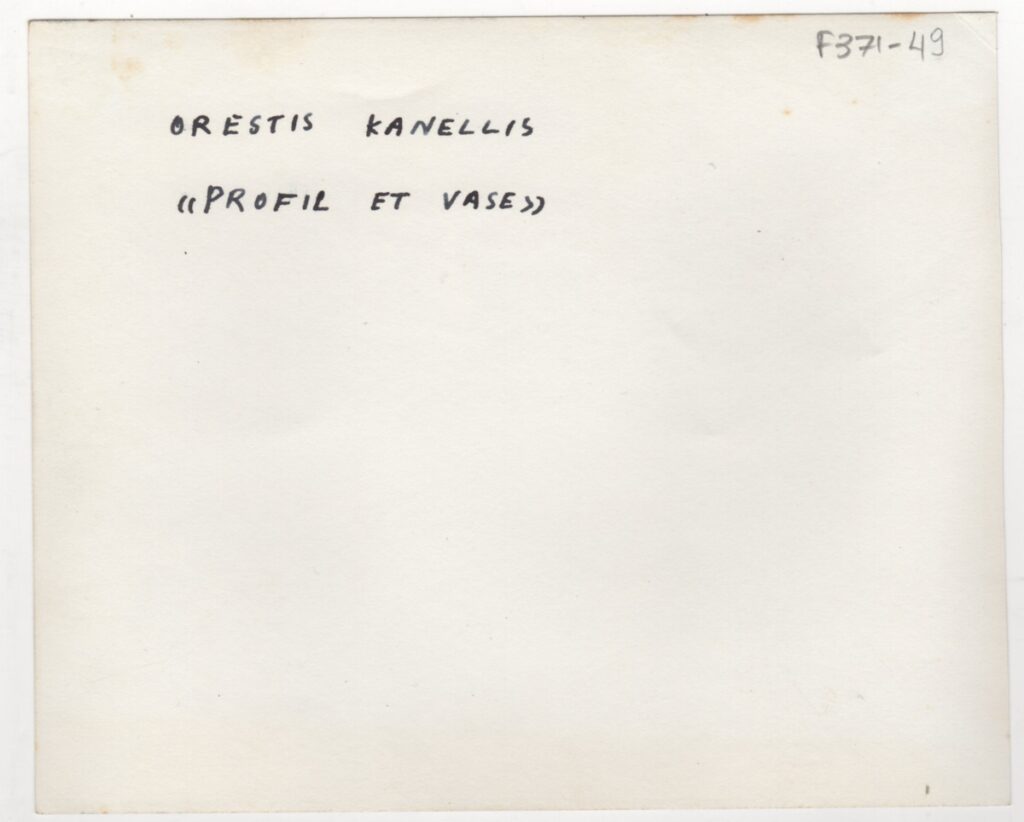 F371-49
ORESTIS KANELLIS
«PROFIL ET VASE»